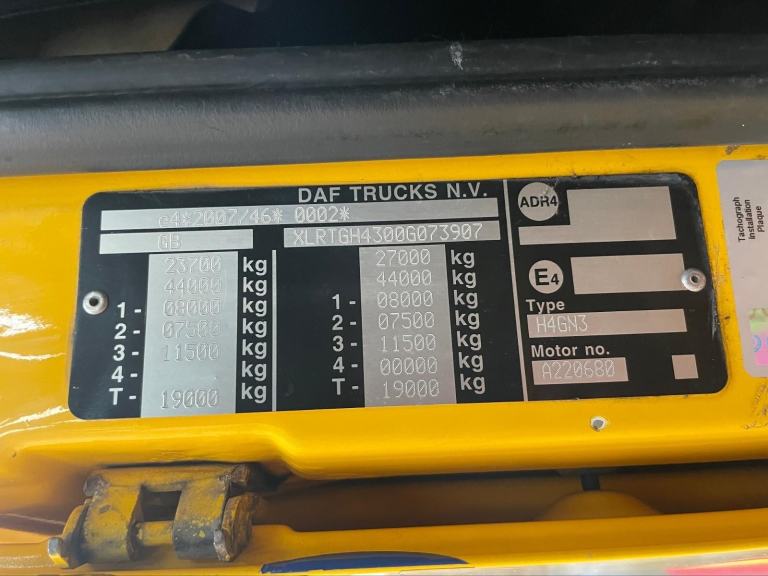 DAF TRUCKS N.V.
e4*2007/46* 0002*
GB XLRTGH4300G073907
23700 kg 27000 kg
44000 kg 44000 kg
1- 08000 kg 1- 08000 kg
2- 07500 kg 2- 07500 kg
3- 11500 kg 3- 11500 kg
4- kg 4- 00000 kg
T- 19000 kg T- 19000 kg
ADR4
E4
Type
H4GN3
Motor no.
A220680
Tachograph
Installation
Plaque